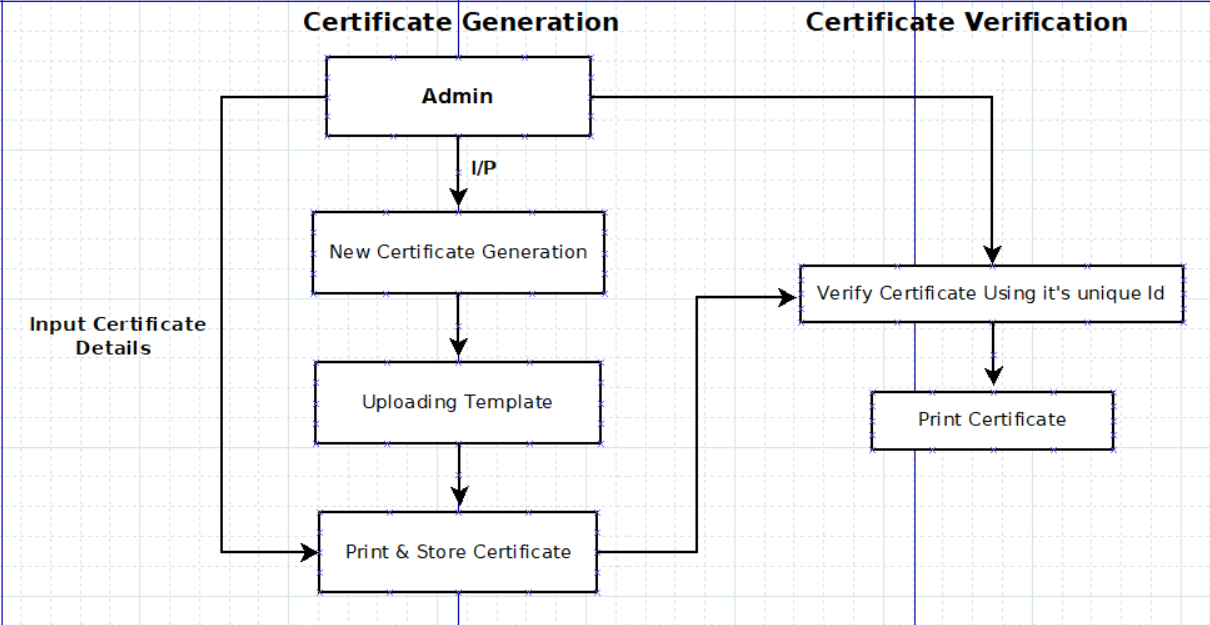 Certificate Generation
Certificate Verification
Admin
I/P
New Certificate Generation
Verify Certificate Using it's unique Id
Input Certificate
Details
Uploading Template
Print Certificate
Print & Store Certificate